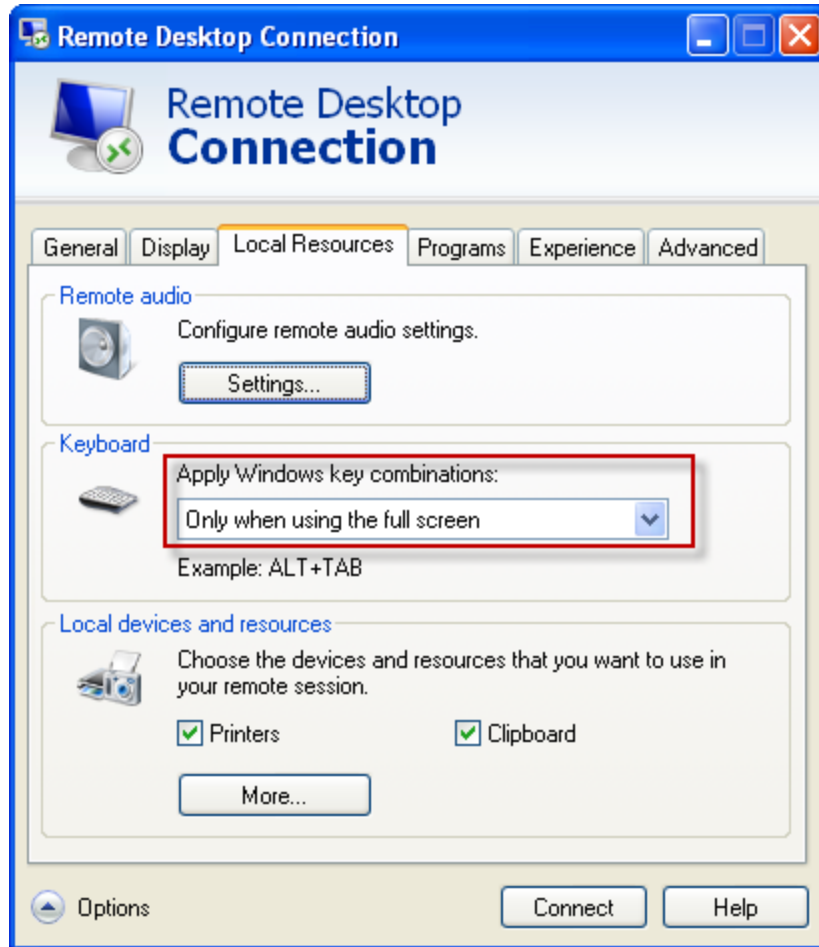 Remote Desktop Connection
Remote Desktop
Connection
General Display Local Resources Programs Experience Advanced
Remote audio
Configure remote audio settings.
Settings...
Keyboard
Apply Windows key combinations:
Only when using the full screen
Example: ALT+TAB
Local devices and resources
Choose the devices and resources that you want to use in
your remote session.
Printers Clipboard
More...
Options Connect Help